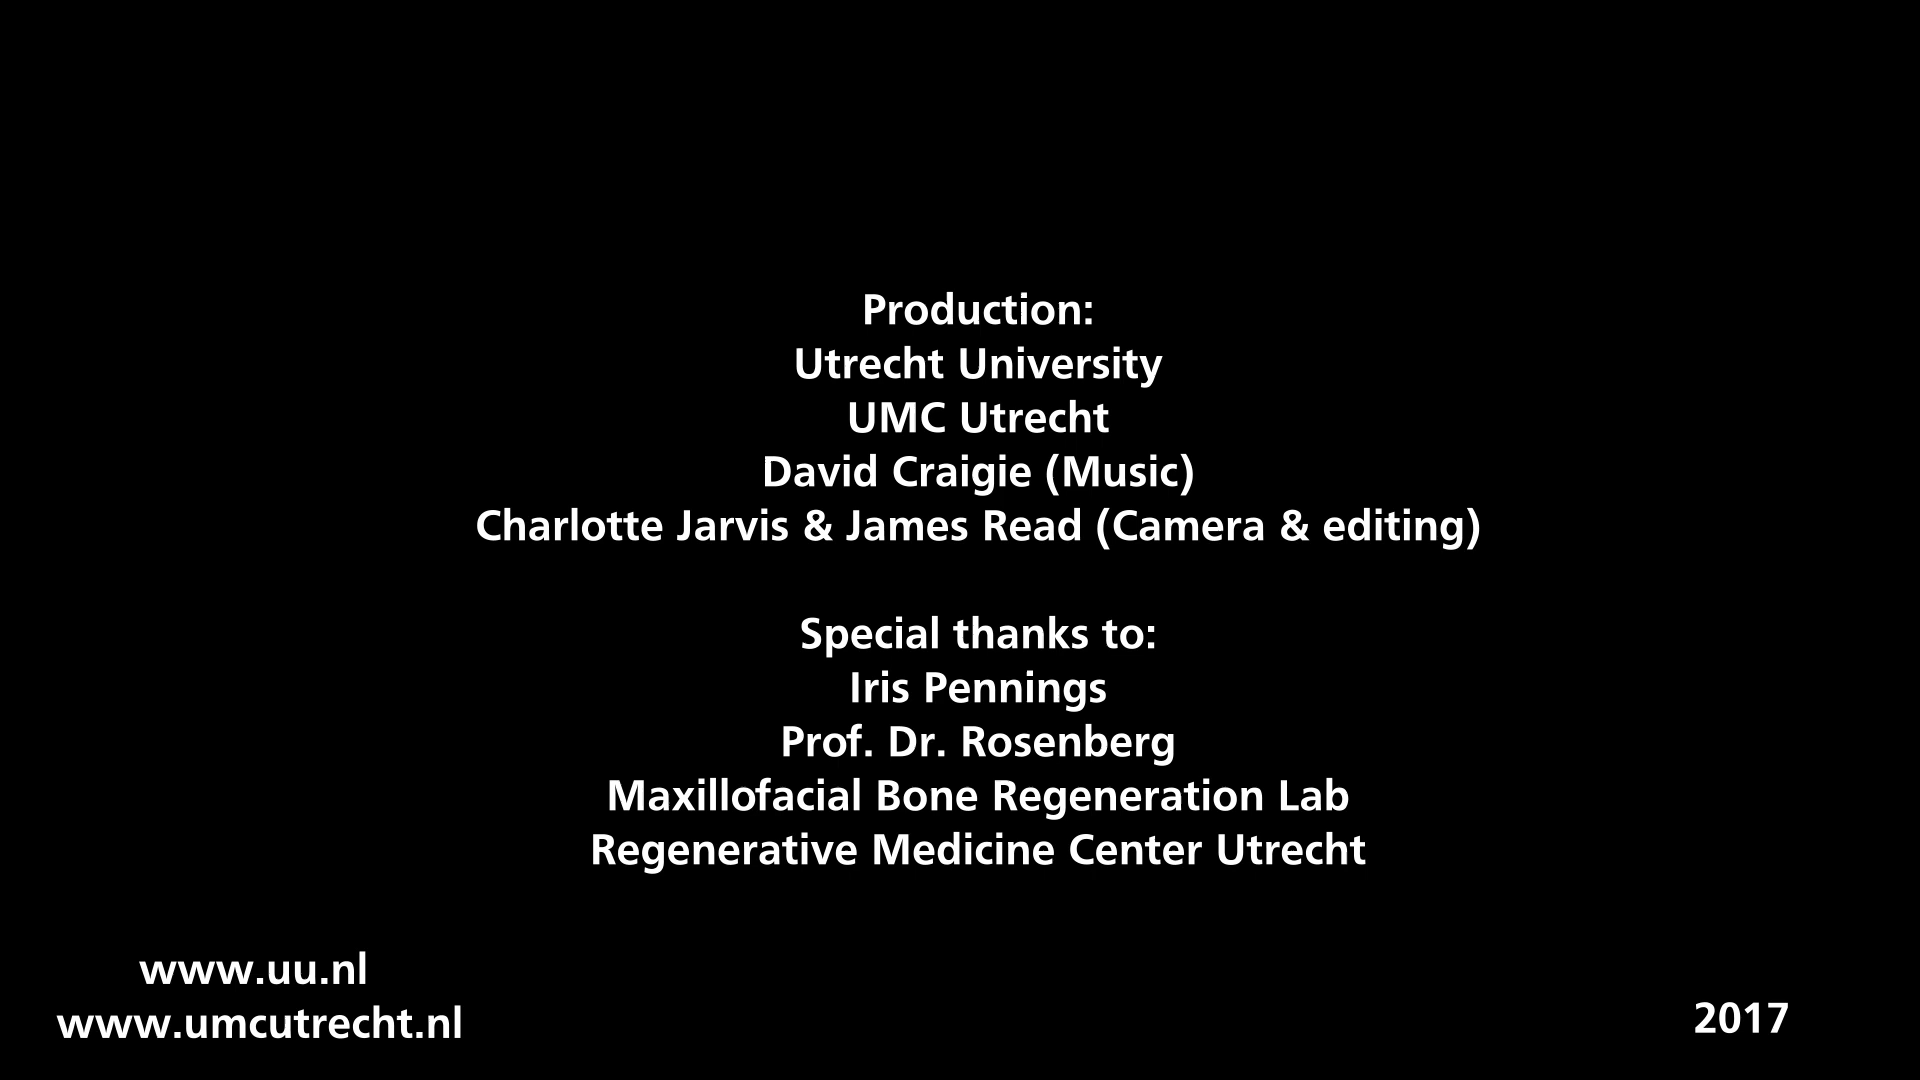 Production:
Utrecht University
UMC Utrecht
David Craigie (Music)
Charlotte Jarvis & James Read (Camera & editing)
Special thanks to:
Iris Pennings
Prof. Dr. Rosenberg
Maxillofacial Bone Regeneration Lab
Regenerative Medicine Center Utrecht
www.uu.nl
www.umcutrecht.nl
2017